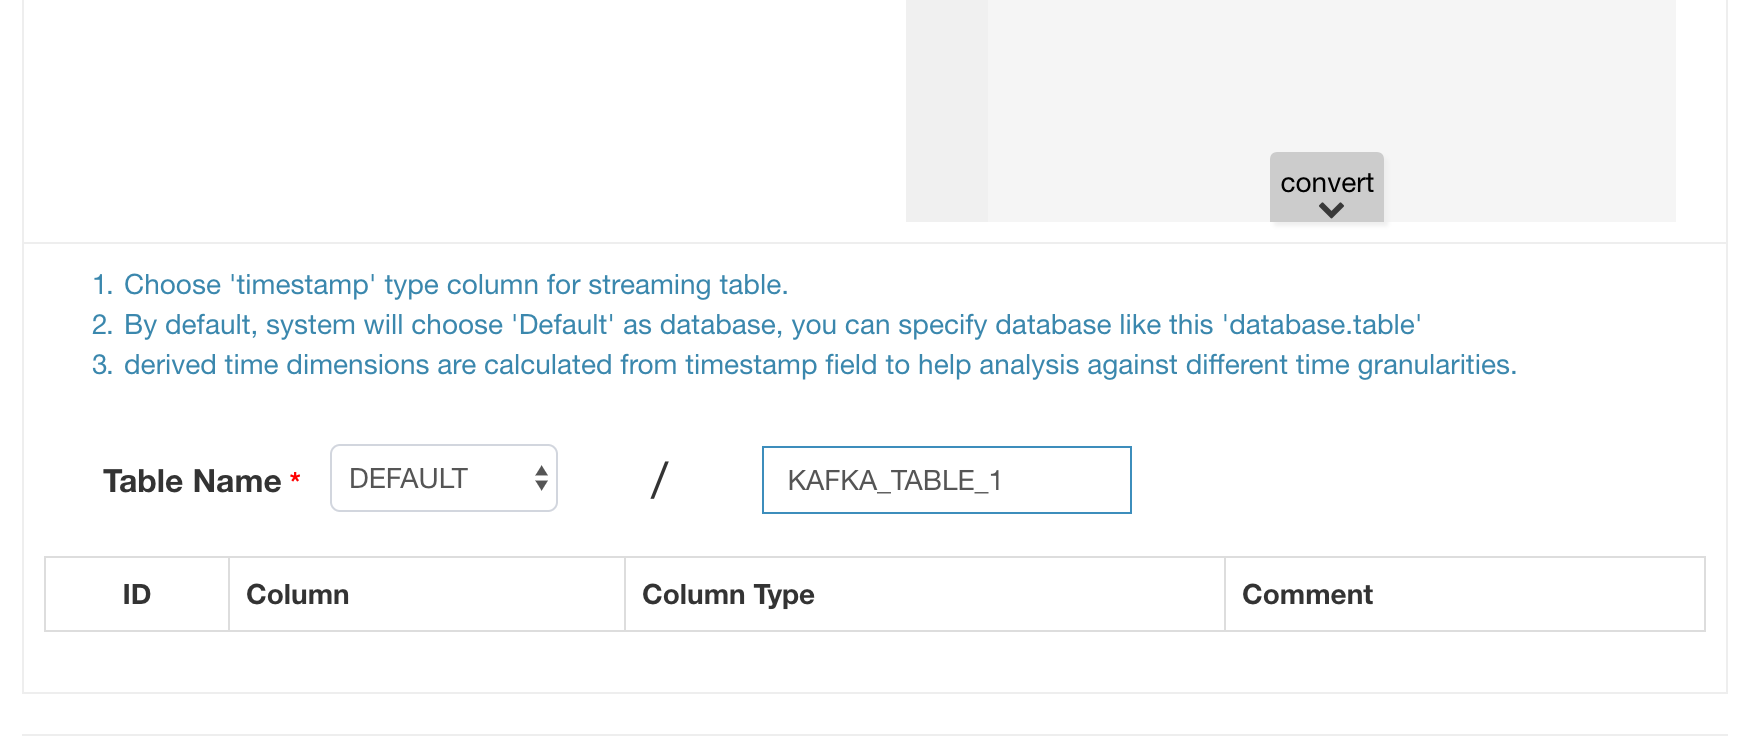 convert
1. Choose 'timestamp' type column for streaming table.
2. By default, system will choose 'Default' as database, you can specify database like this 'database.table'
3. derived time dimensions are calculated from timestamp field to help analysis against different time granularities.
Table Name * DEFAULT / KAFKA_TABLE_1
ID Column Column Type Comment